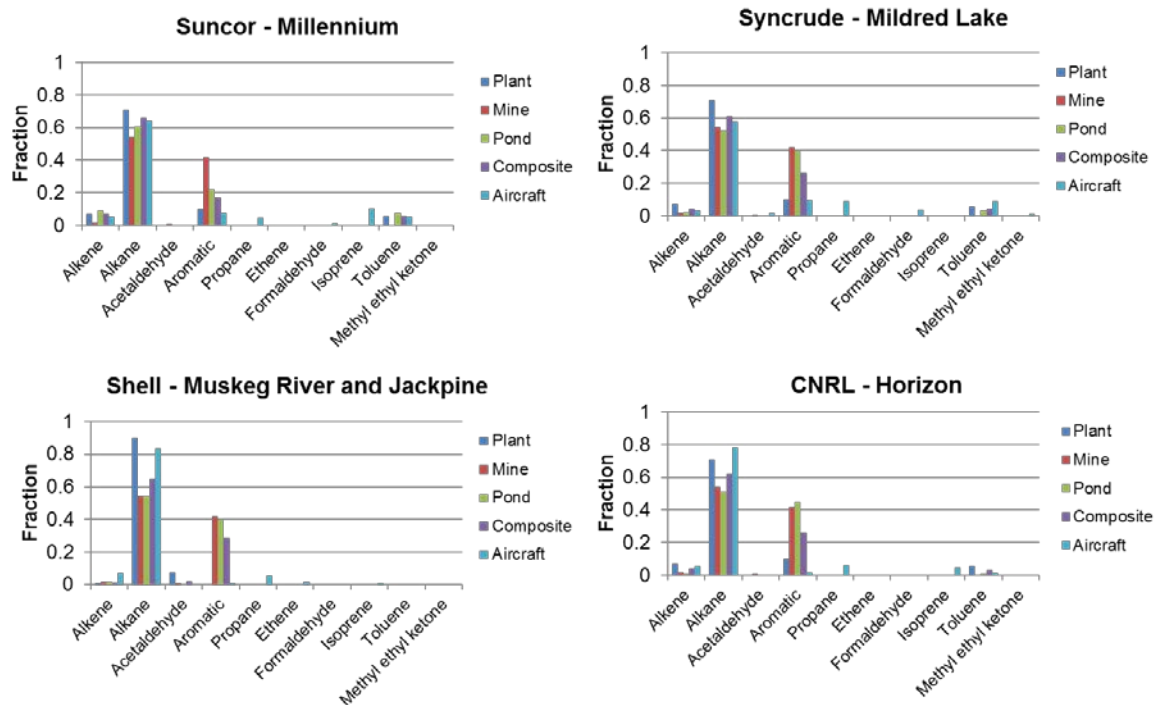 Suncor - Millennium
1
0.8
0.6
0.4
0.2
0
Fraction
Alkene
Alkane
Acetaldehyde
Aromatic
Propane
Ethene
Formaldehyde
Isoprene
Toluene
Methyl ethyl ketone
Plant
Mine
Pond
Composite
Aircraft
Syncrude - Mildred Lake
1
0.8
0.6
0.4
0.2
0
Fraction
Alkene
Alkane
Acetaldehyde
Aromatic
Propane
Ethene
Formaldehyde
Isoprene
Toluene
Methyl ethyl ketone
Plant
Mine
Pond
Composite
Aircraft
Shell - Muskeg River and Jackpine
1
0.8
0.6
0.4
0.2
0
Fraction
Alkene
Alkane
Acetaldehyde
Aromatic
Propane
Ethene
Formaldehyde
Isoprene
Toluene
Methyl ethyl ketone
Plant
Mine
Pond
Composite
Aircraft
CNRL - Horizon
1
0.8
0.6
0.4
0.2
0
Fraction
Alkene
Alkane
Acetaldehyde
Aromatic
Propane
Ethene
Formaldehyde
Isoprene
Toluene
Methyl ethyl ketone
Plant
Mine
Pond
Composite
Aircraft